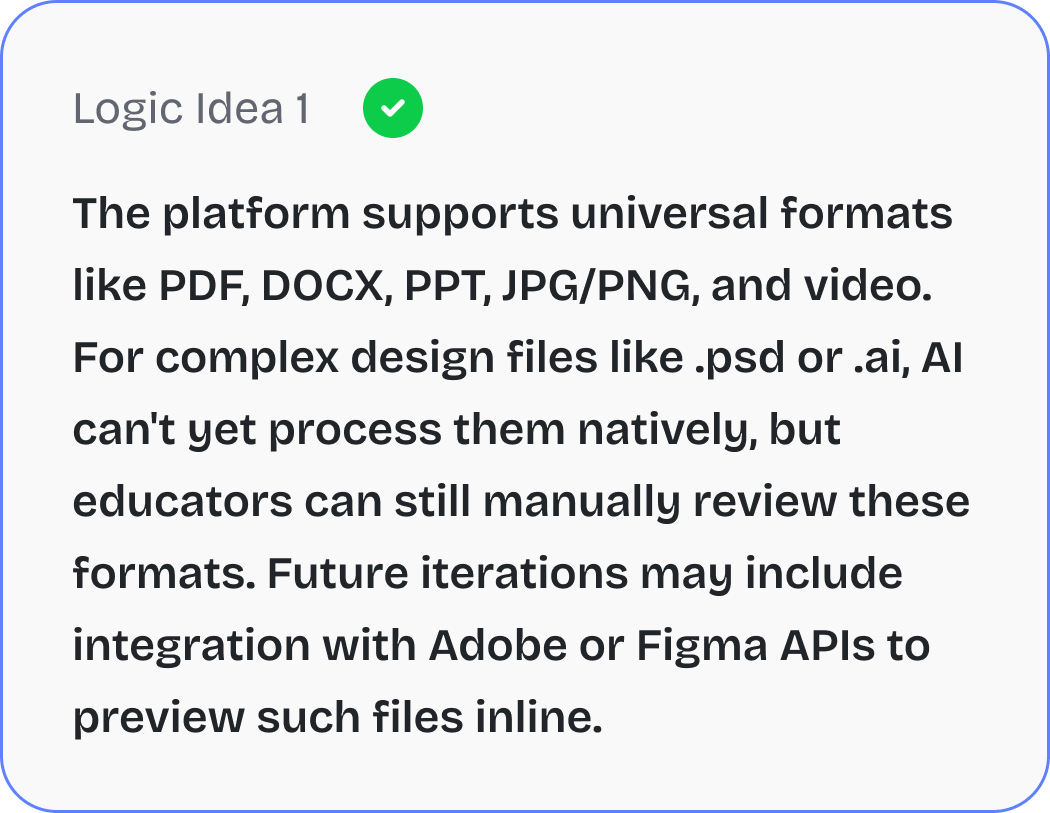 Logic Idea 1
The platform supports universal formats
like PDF, DOCX, PPT, JPG/PNG, and video.
For complex design files like .psd or .ai, AI
can't yet process them natively, but
educators can still manually review these
formats. Future iterations may include
integration with Adobe or Figma APIs to
preview such files inline.